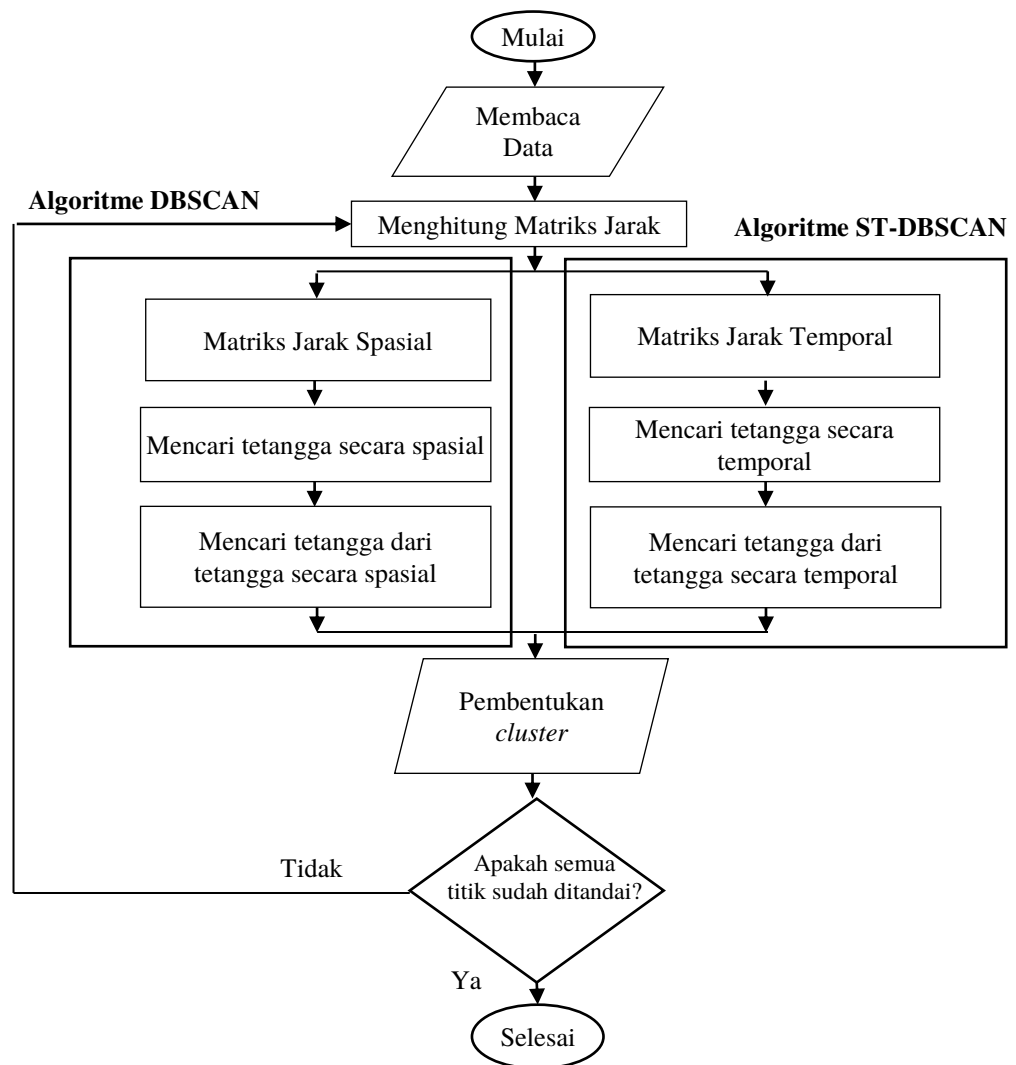 Mulai
Membaca
Data
Algoritme DBSCAN
Menghitung Matriks Jarak
Algoritme ST-DBSCAN
Matriks Jarak Spasial
Mencari tetangga secara spasial
Mencari tetangga dari
tetangga secara spasial
Matriks Jarak Temporal
Mencari tetangga secara
temporal
Mencari tetangga dari
tetangga secara temporal
Pembentukan
cluster
Apakah semua
titik sudah ditandai?
Tidak
Ya
Selesai